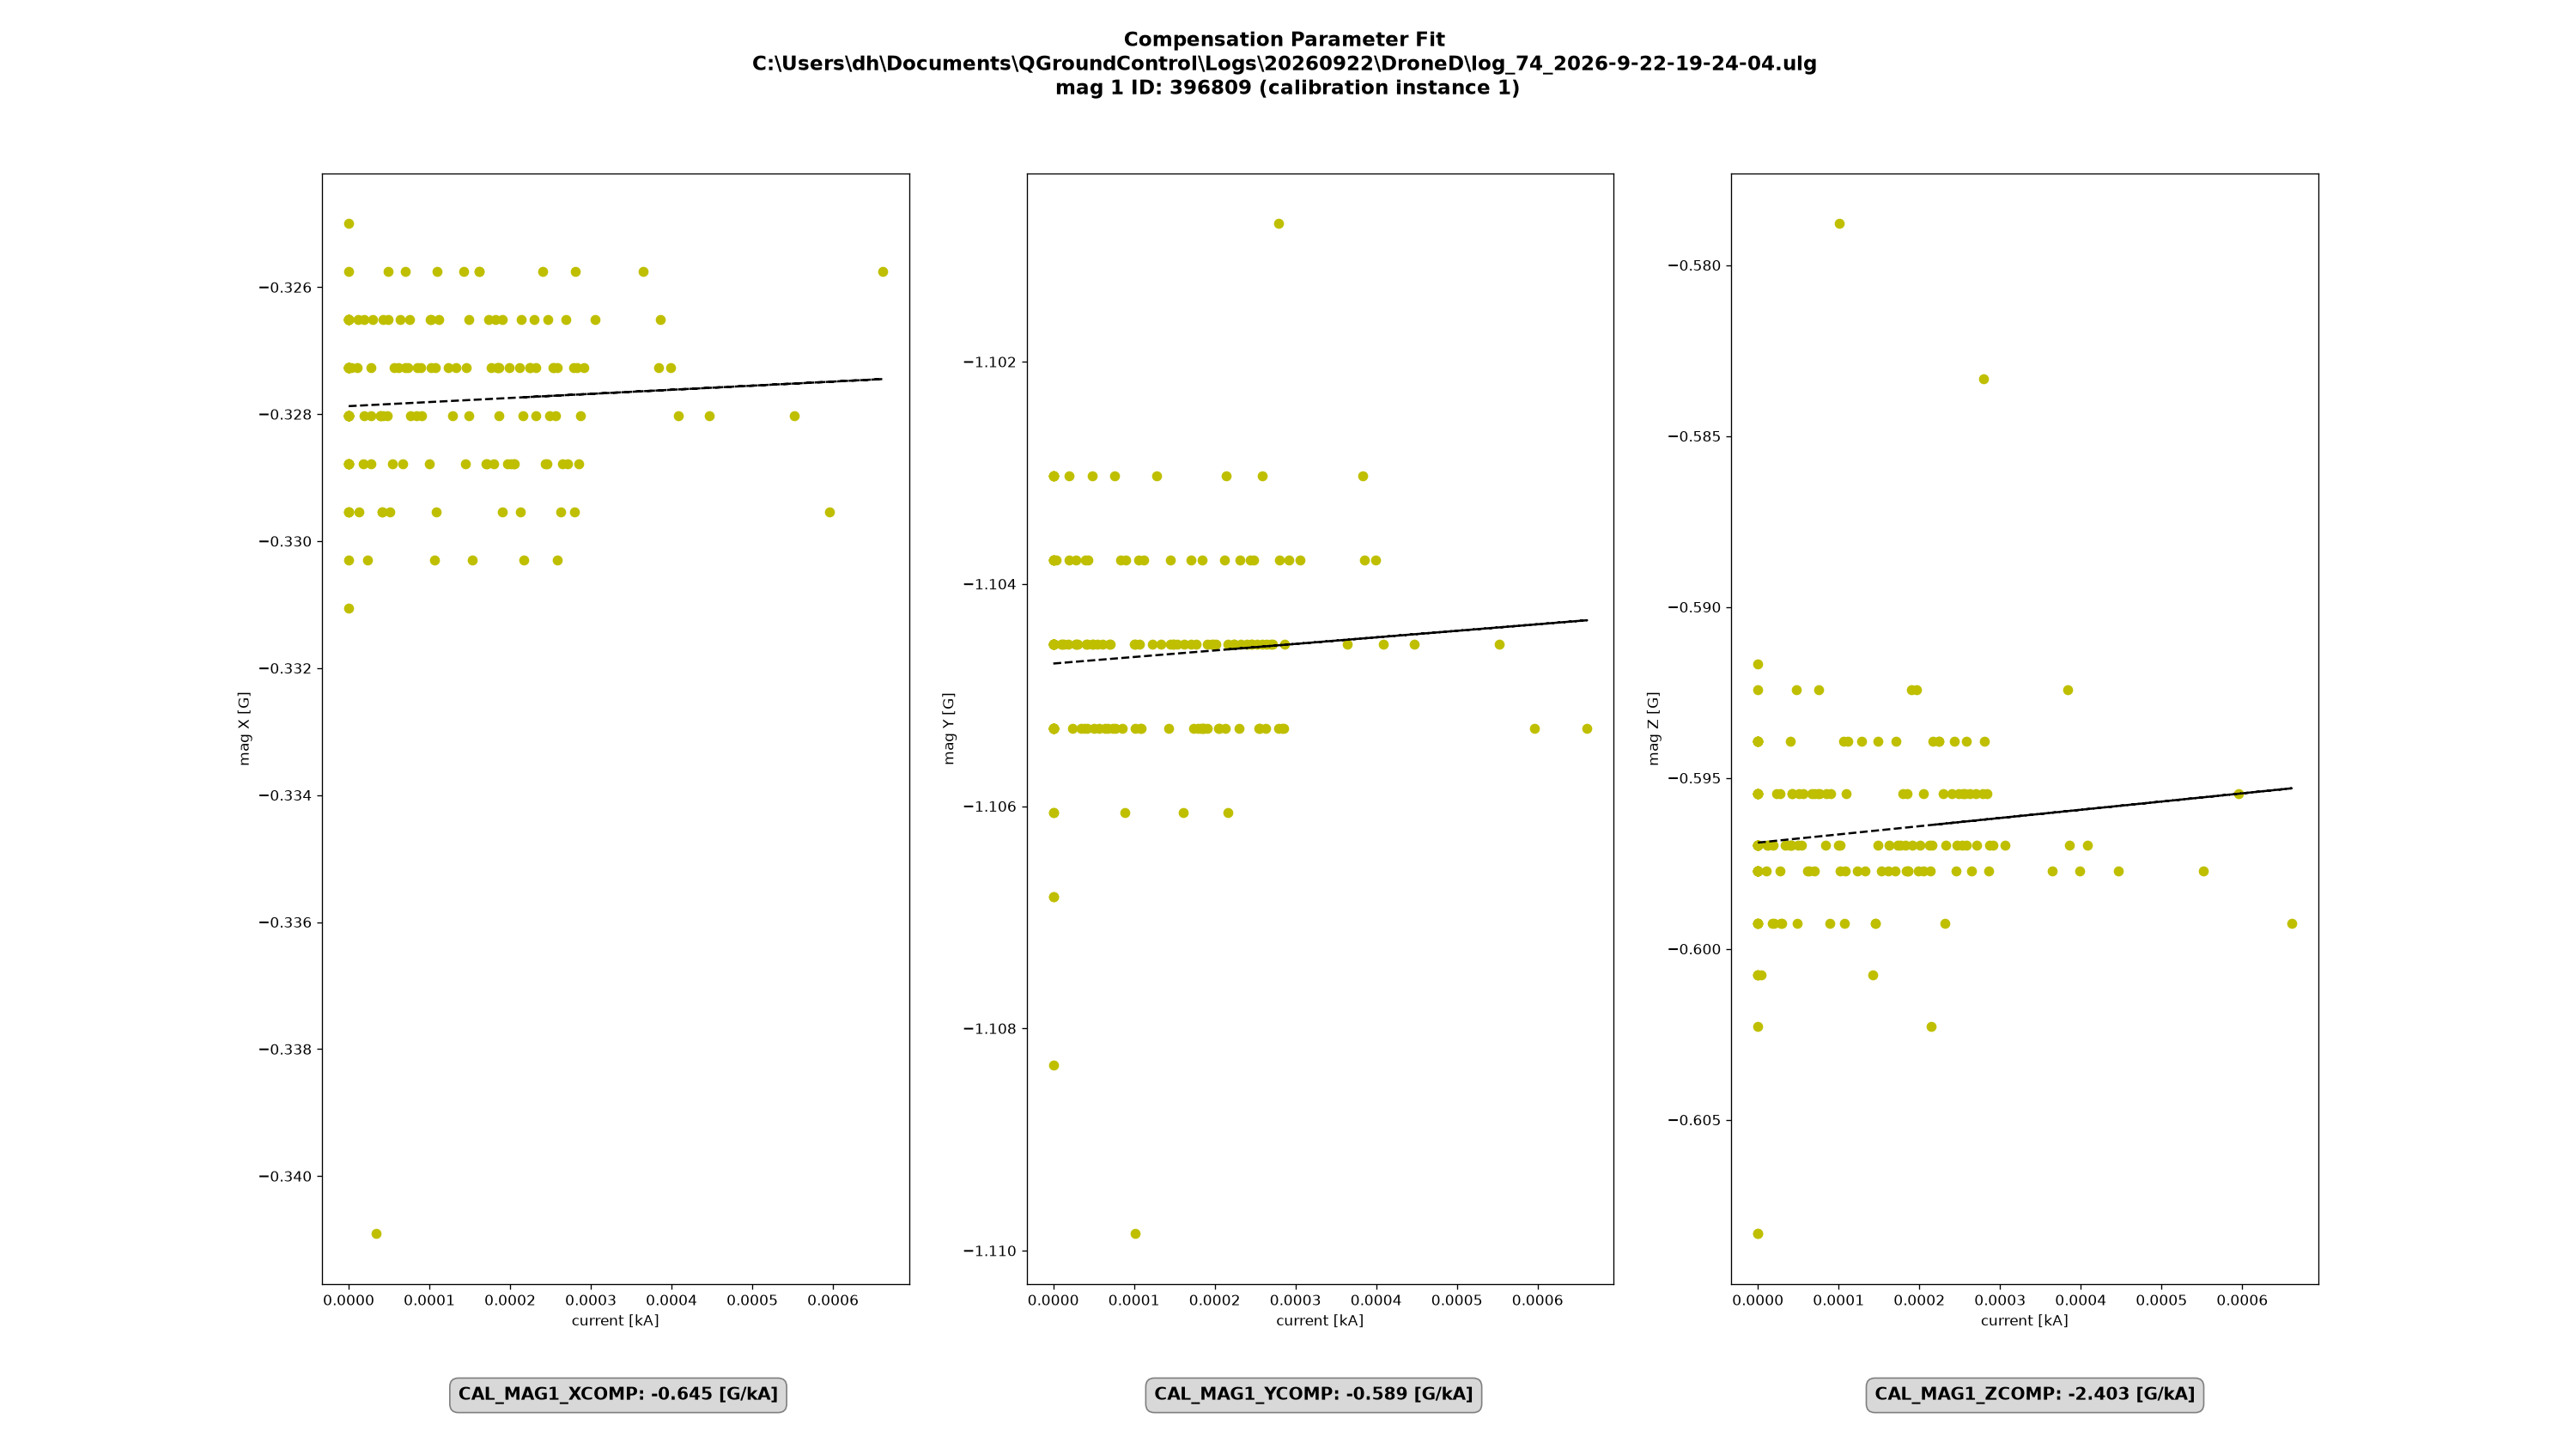 Compensation Parameter Fit
C:\Users\dh\Documents\QGroundControl\Logs\20260922\DroneD\log_74_2026-9-22-19-24-04.ulg
mag 1 ID: 396809 (calibration instance 1)
mag X [G]
−0.326
−0.328
−0.330
−0.332
−0.334
−0.336
−0.338
−0.340
0.0000 0.0001 0.0002 0.0003 0.0004 0.0005 0.0006
current [kA]
CAL_MAG1_XCOMP: -0.645 [G/kA]
mag Y [G]
−1.102
−1.104
−1.106
−1.108
−1.110
0.0000 0.0001 0.0002 0.0003 0.0004 0.0005 0.0006
current [kA]
CAL_MAG1_YCOMP: -0.589 [G/kA]
mag Z [G]
−0.580
−0.585
−0.590
−0.595
−0.600
−0.605
0.0000 0.0001 0.0002 0.0003 0.0004 0.0005 0.0006
current [kA]
CAL_MAG1_ZCOMP: -2.403 [G/kA]